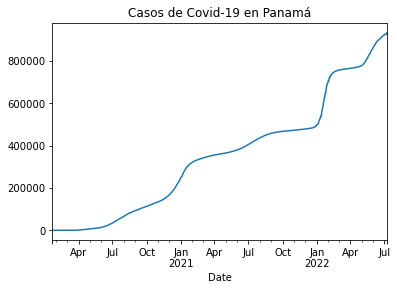 Casos de Covid-19 en Panamá
800000
600000
400000
200000
0
Apr Jul Oct Jan Apr Jul Oct Jan Apr Jul
2021 2022
Date